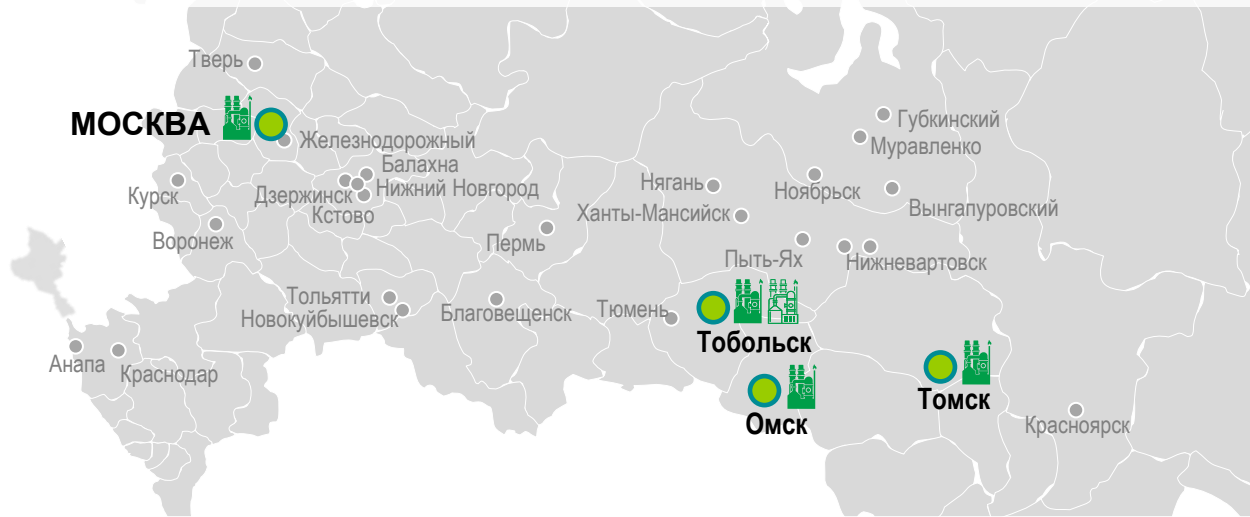 Тверь
МОСКВА
Железнодорожный
Балахна
Нижний Новгород
Дзержинск
Кстово
Курск
Воронеж
Пермь
Нягань
Ханты-Мансийск
Губкинский
Муравленко
Ноябрьск
Вынгапуровский
Пыть-Ях
Нижневартовск
Тольятти
Новокуйбышевск
Благовещенск
Тюмень
Тобольск
Анапа
Краснодар
Омск
Томск
Красноярск